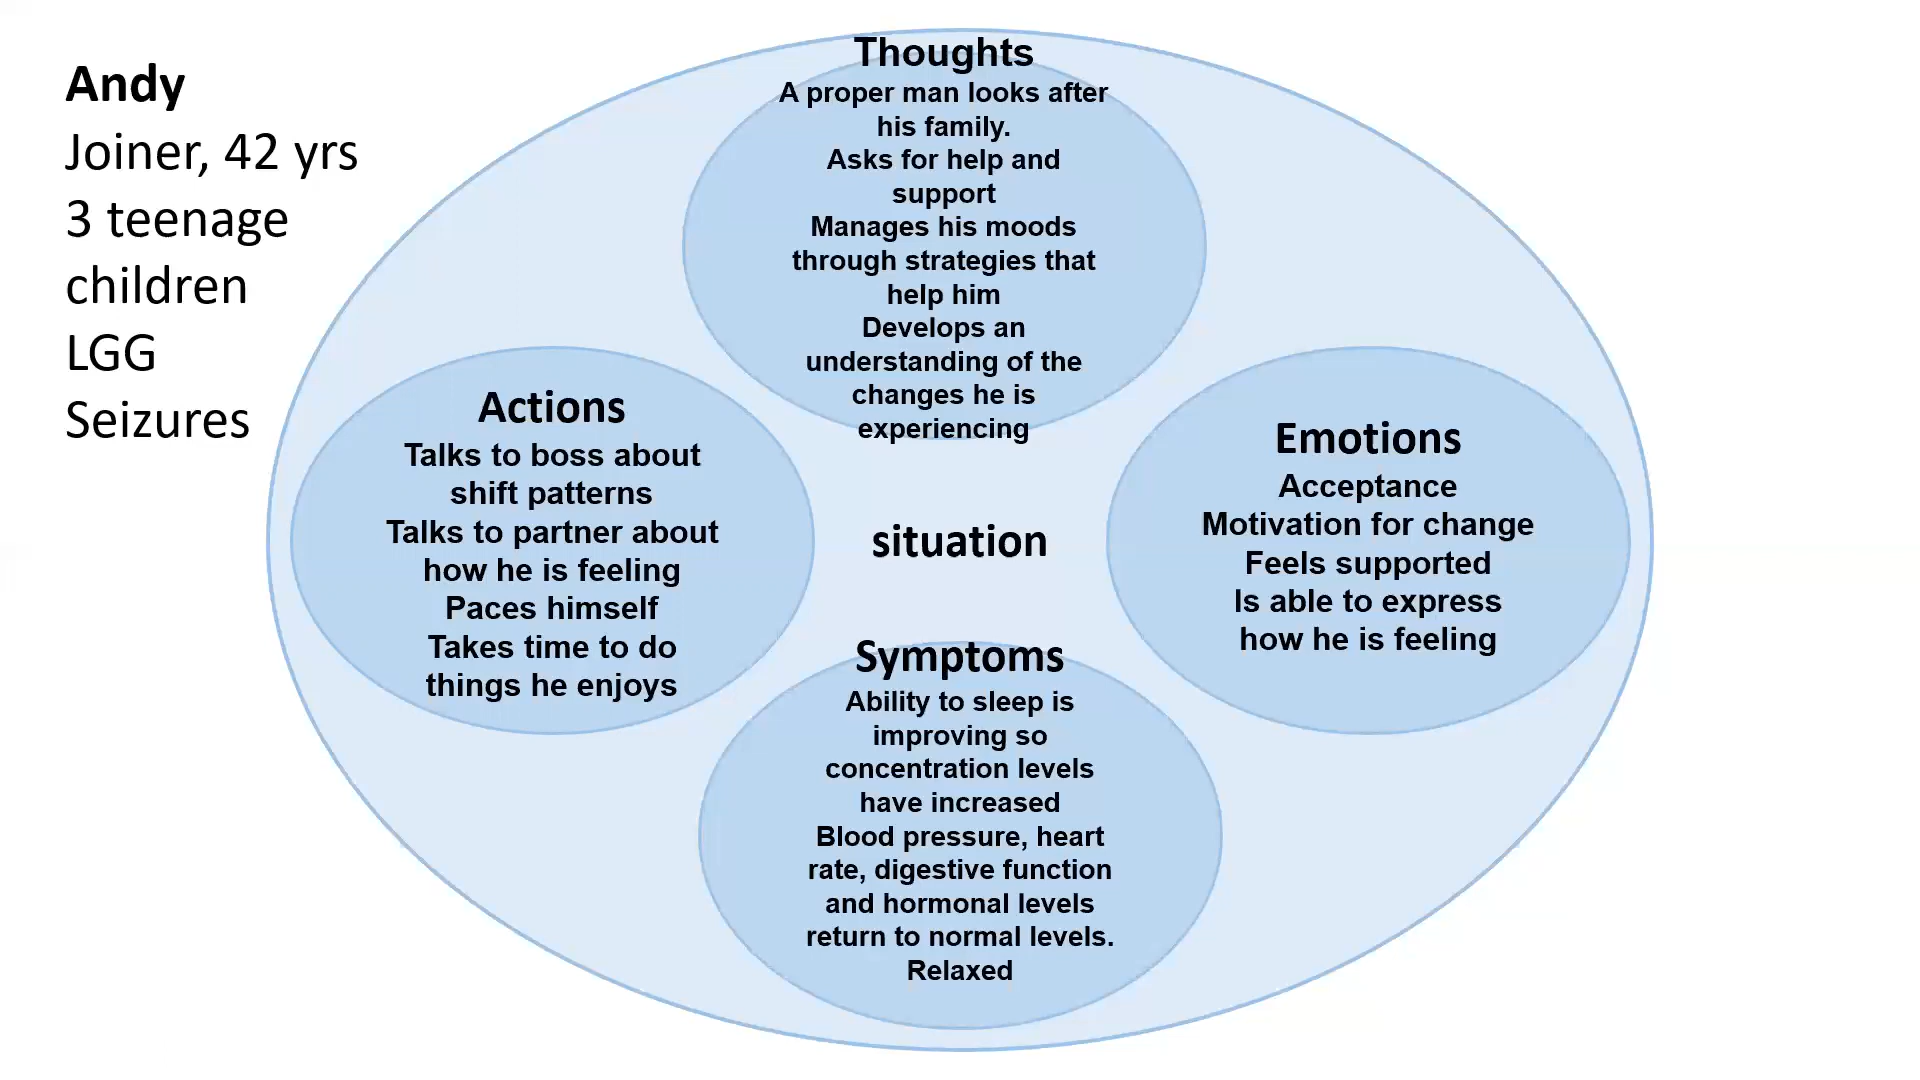 Andy
Joiner, 42 yrs
3 teenage
children
LGG
Seizures
Thoughts
A proper man looks after
his family.
Asks for help and
support
Manages his moods
through strategies that
help him
Develops an
understanding of the
changes he is
experiencing
Actions
Talks to boss about
shift patterns
Talks to partner about
how he is feeling
Paces himself
Takes time to do
things he enjoys
situation
Emotions
Acceptance
Motivation for change
Feels supported
Is able to express
how he is feeling
Symptoms
Ability to sleep is
improving so
concentration levels
have increased
Blood pressure, heart
rate, digestive function
and hormonal levels
return to normal levels.
Relaxed